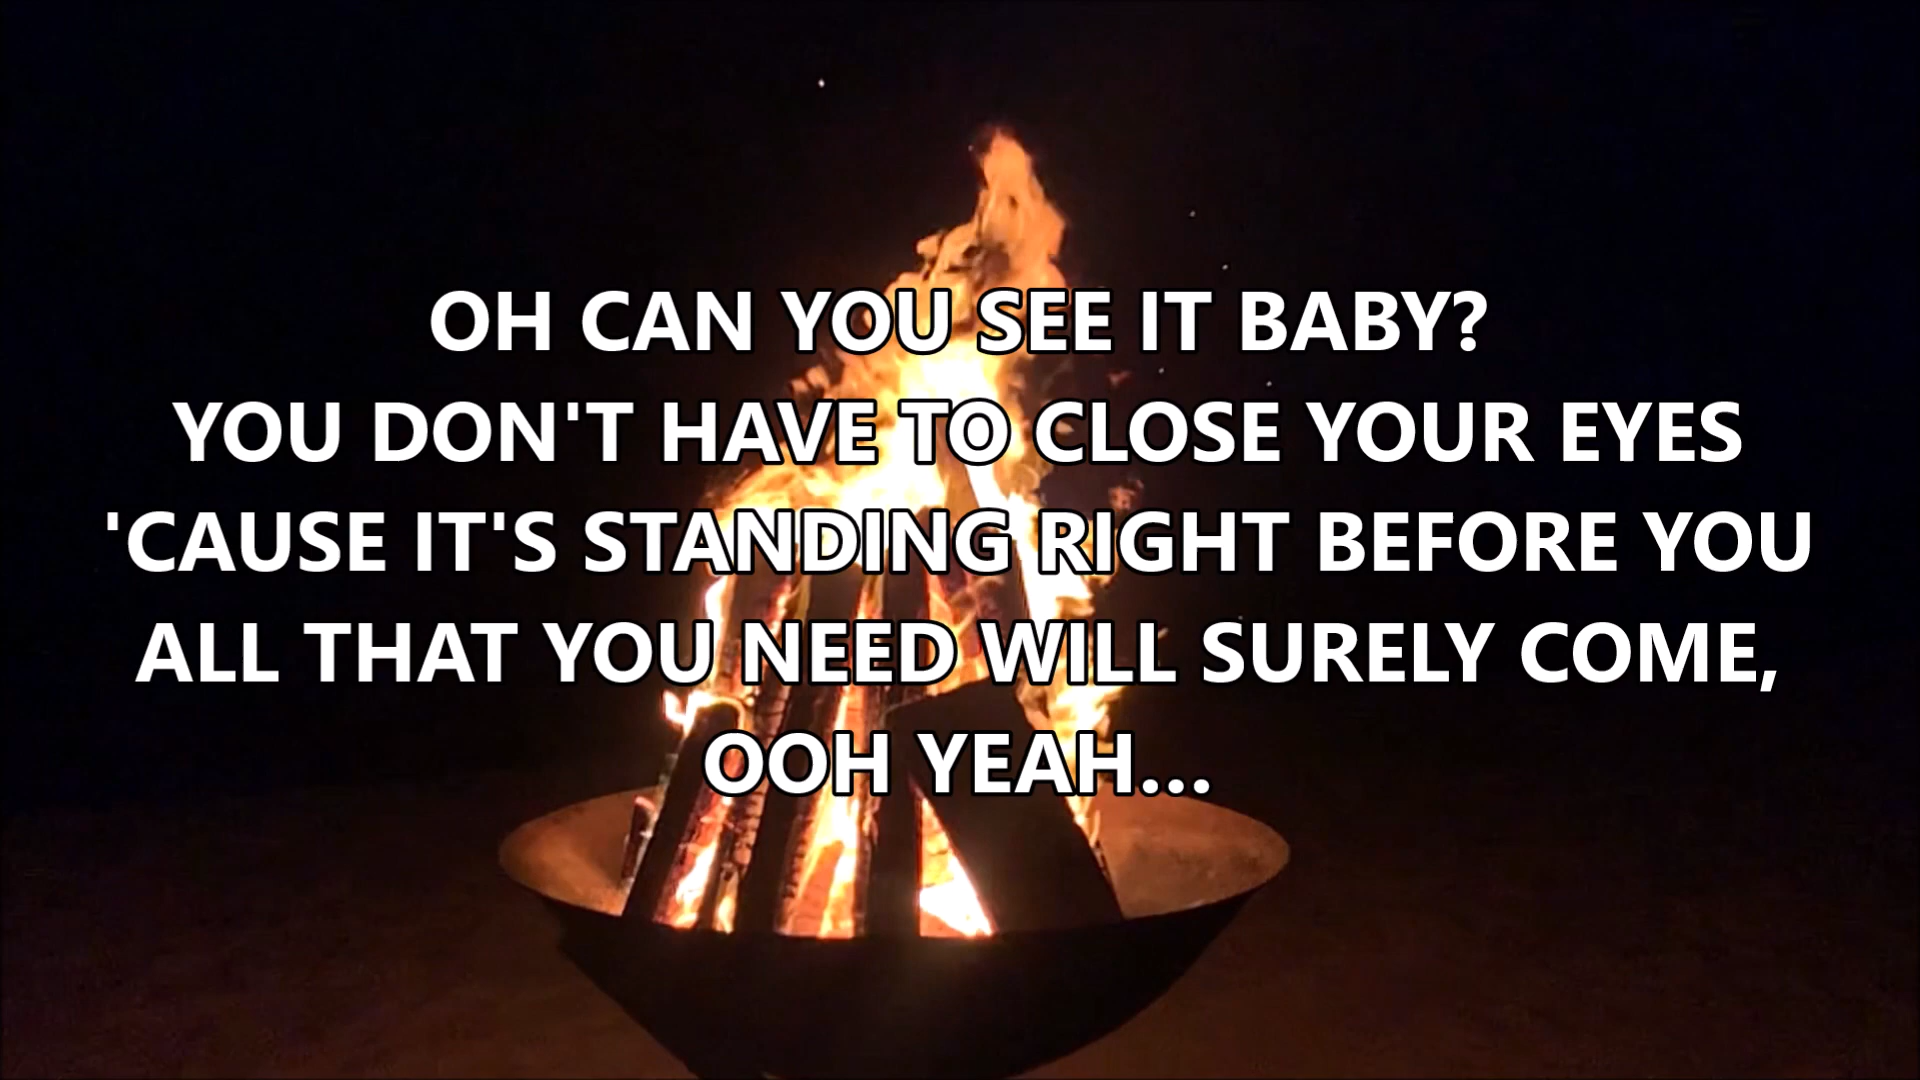 OH CAN YOU SEE IT BABY?
YOU DON'T HAVE TO CLOSE YOUR EYES
'CAUSE IT'S STANDING RIGHT BEFORE YOU
ALL THAT YOU NEED WILL SURELY COME,
OOH YEAH...